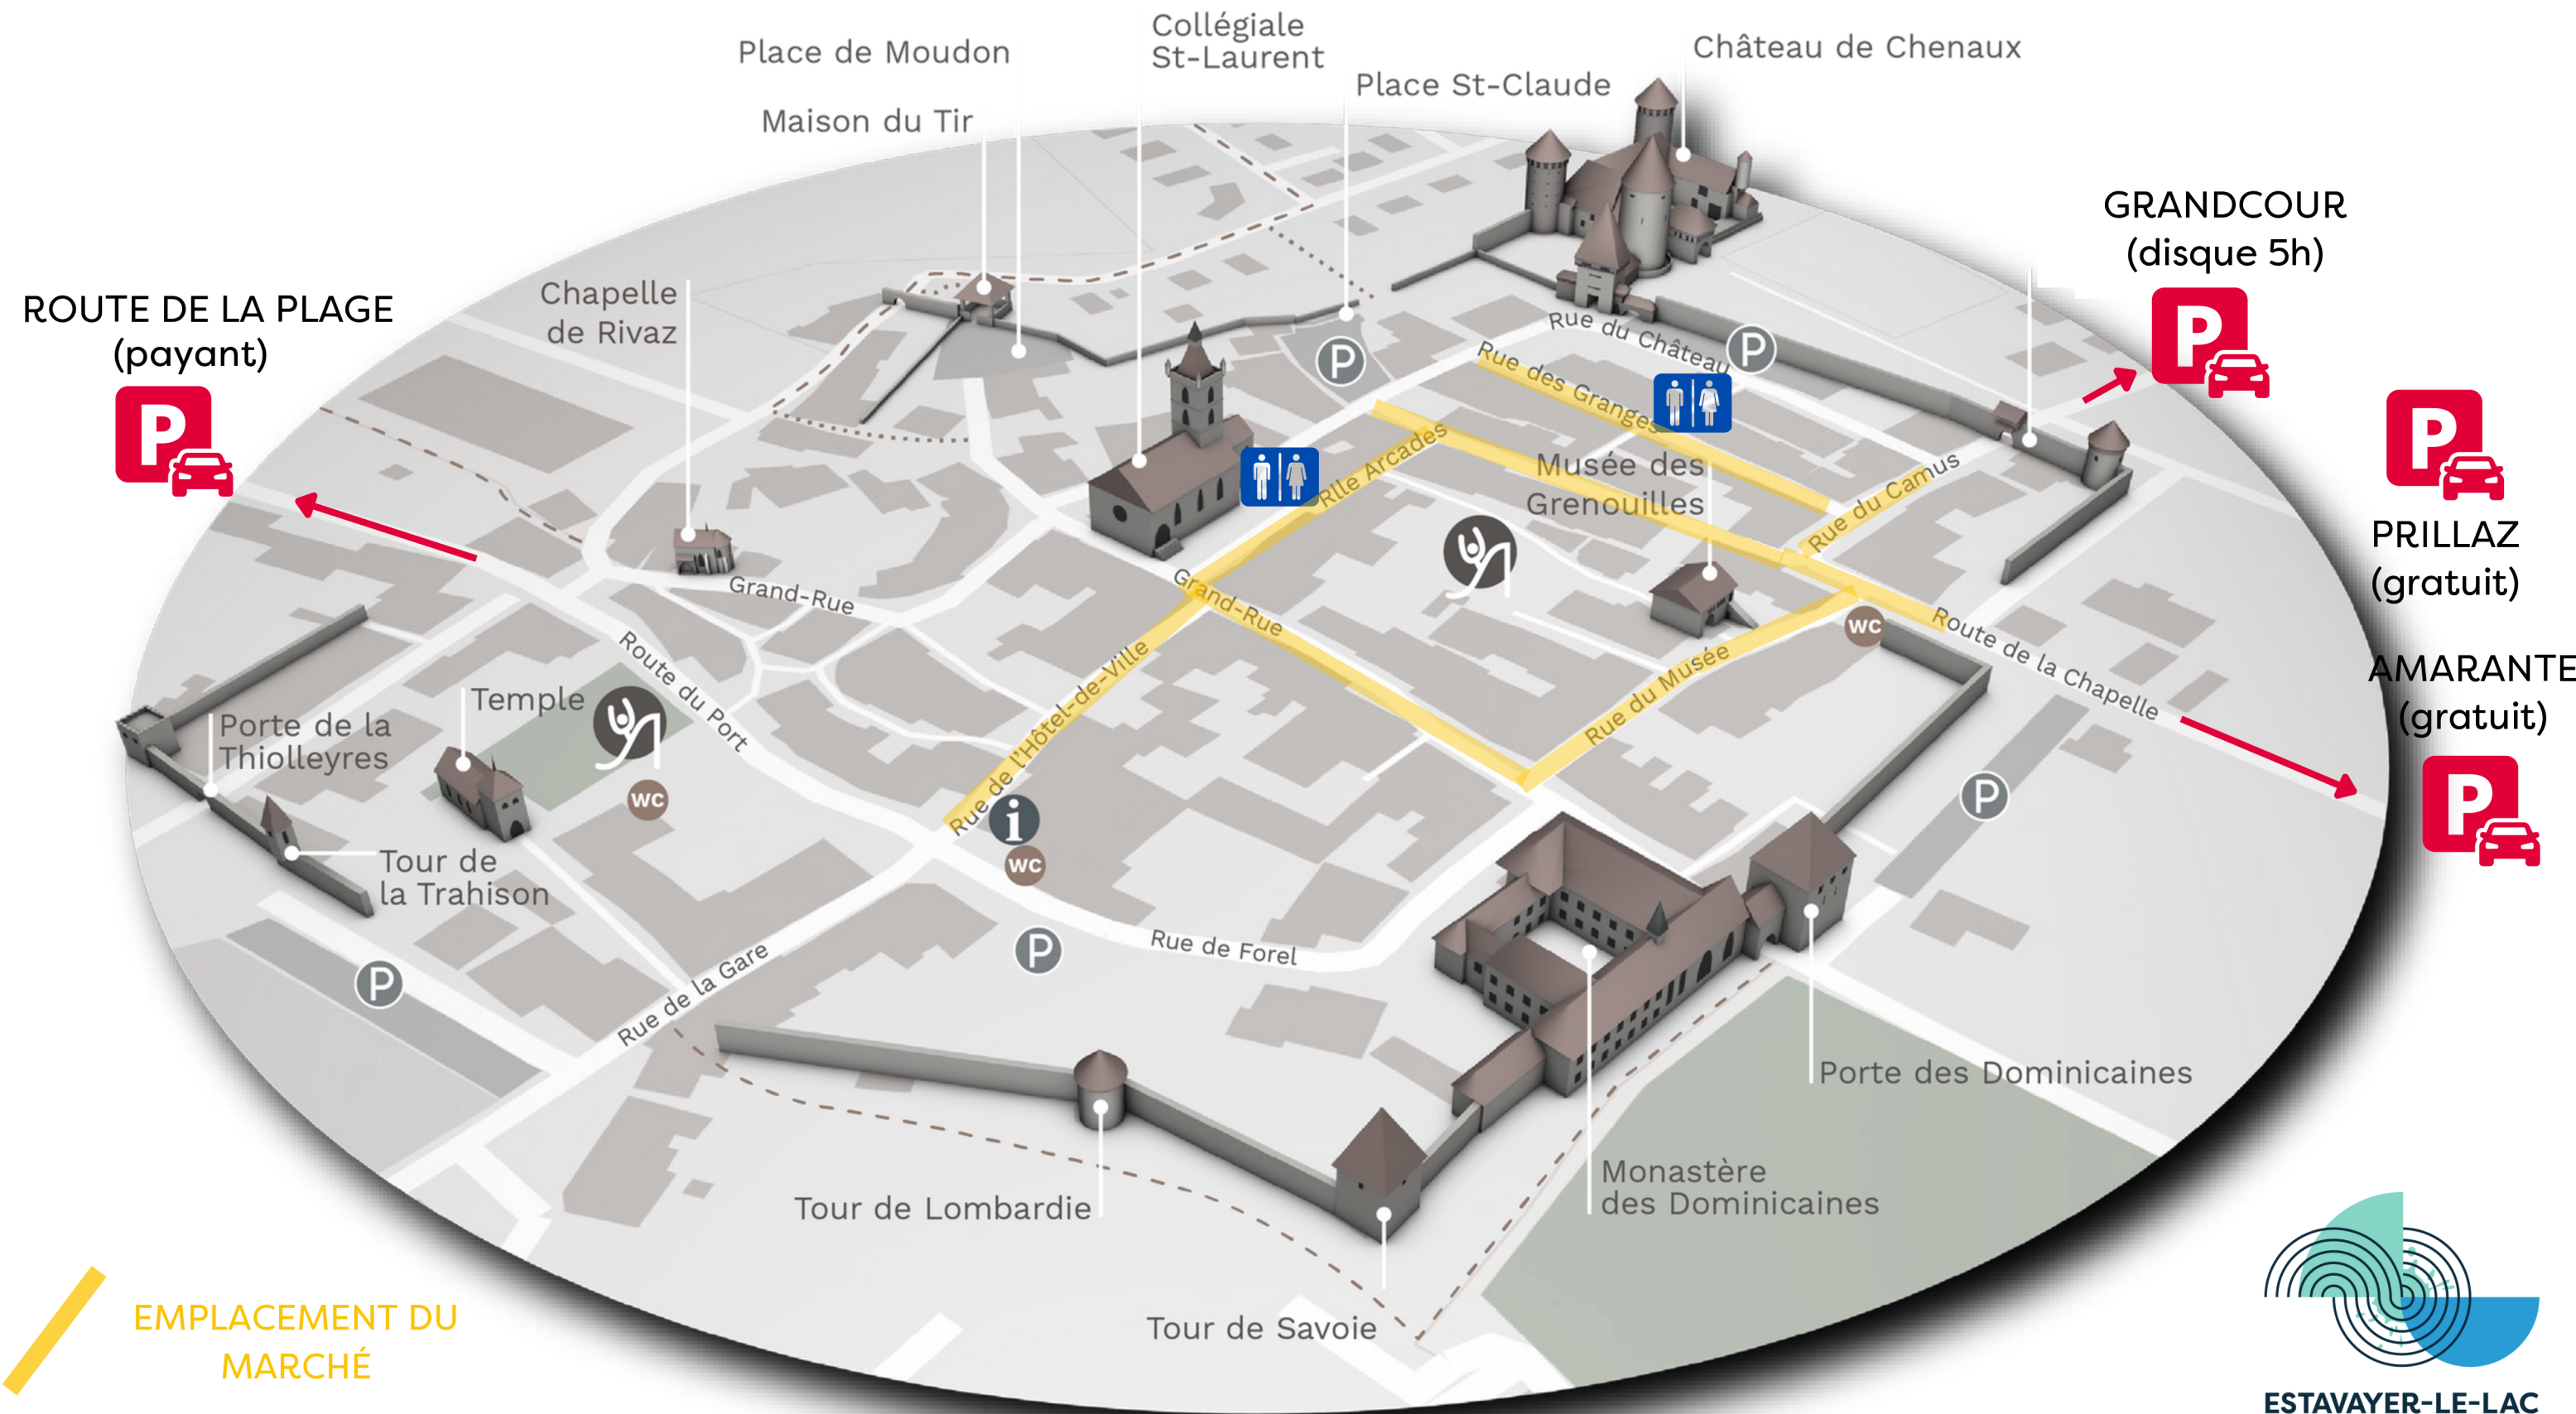 Collégiale
St-Laurent
Place de Moudon
Château de Chenaux
Place St-Claude
Maison du Tir
GRANDCOUR
(disque 5h)
P
ROUTE DE LA PLAGE
(payant)
P
Chapelle
de Rivaz
Rue du Château
P
P
Rue des Granges
P
PRILLAZ
(gratuit)
Rlle Arcades
Musée des
Grenouilles
Rue du Camus
Grand-Rue
Grand-Rue
wc
Route de la Chapelle
AMARANTE
(gratuit)
P
Route du Port
Rue de l'Hôtel-de-Ville
Rue du Musée
Temple
Porte de la
Thiolleyres
wc
P
i
wc
Tour de
la Trahison
P
Rue de Forel
P
Rue de la Gare
Porte des Dominicaines
Monastère
des Dominicaines
Tour de Lombardie
Tour de Savoie
EMPLACEMENT DU
MARCHÉ
ESTAVAYER-LE-LAC